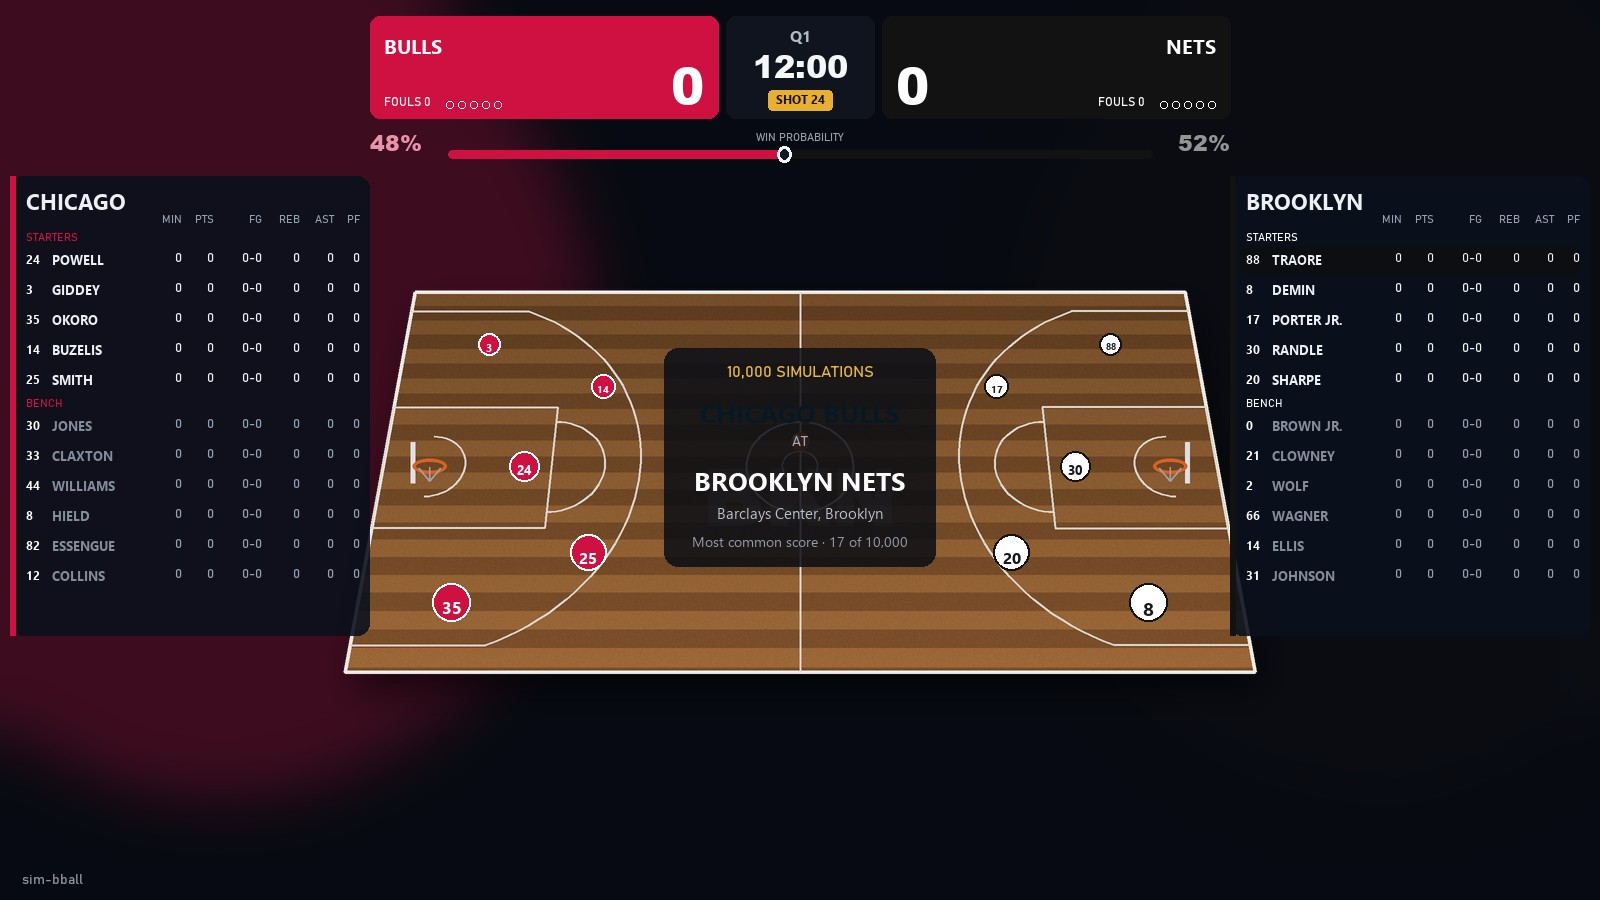 BULLS
0
FOULS 0
Q1
12:00
SHOT 24
NETS
0
FOULS 0
48%
WIN PROBABILITY
52%
CHICAGO
MIN PTS FG REB AST PF
STARTERS
24 POWELL 0 0 0-0 0 0 0
3 GIDDEY 0 0 0-0 0 0 0
35 OKORO 0 0 0-0 0 0 0
14 BUZELIS 0 0 0-0 0 0 0
25 SMITH 0 0 0-0 0 0 0
BENCH
30 JONES 0 0 0-0 0 0 0
33 CLAXTON 0 0 0-0 0 0 0
44 WILLIAMS 0 0 0-0 0 0 0
8 HIELD 0 0 0-0 0 0 0
82 ESSENGUE 0 0 0-0 0 0 0
12 COLLINS 0 0 0-0 0 0 0
3
14
24
25
35
10,000 SIMULATIONS
CHICAGO BULLS
AT
BROOKLYN NETS
Barclays Center, Brooklyn
Most common score · 17 of 10,000
88
17
30
20
8
BROOKLYN
MIN PTS FG REB AST PF
STARTERS
88 TRAORE 0 0 0-0 0 0 0
8 DEMIN 0 0 0-0 0 0 0
17 PORTER JR. 0 0 0-0 0 0 0
30 RANDLE 0 0 0-0 0 0 0
20 SHARPE 0 0 0-0 0 0 0
BENCH
0 BROWN JR. 0 0 0-0 0 0 0
21 CLOWNEY 0 0 0-0 0 0 0
2 WOLF 0 0 0-0 0 0 0
66 WAGNER 0 0 0-0 0 0 0
14 ELLIS 0 0 0-0 0 0 0
31 JOHNSON 0 0 0-0 0 0 0
sim-bball